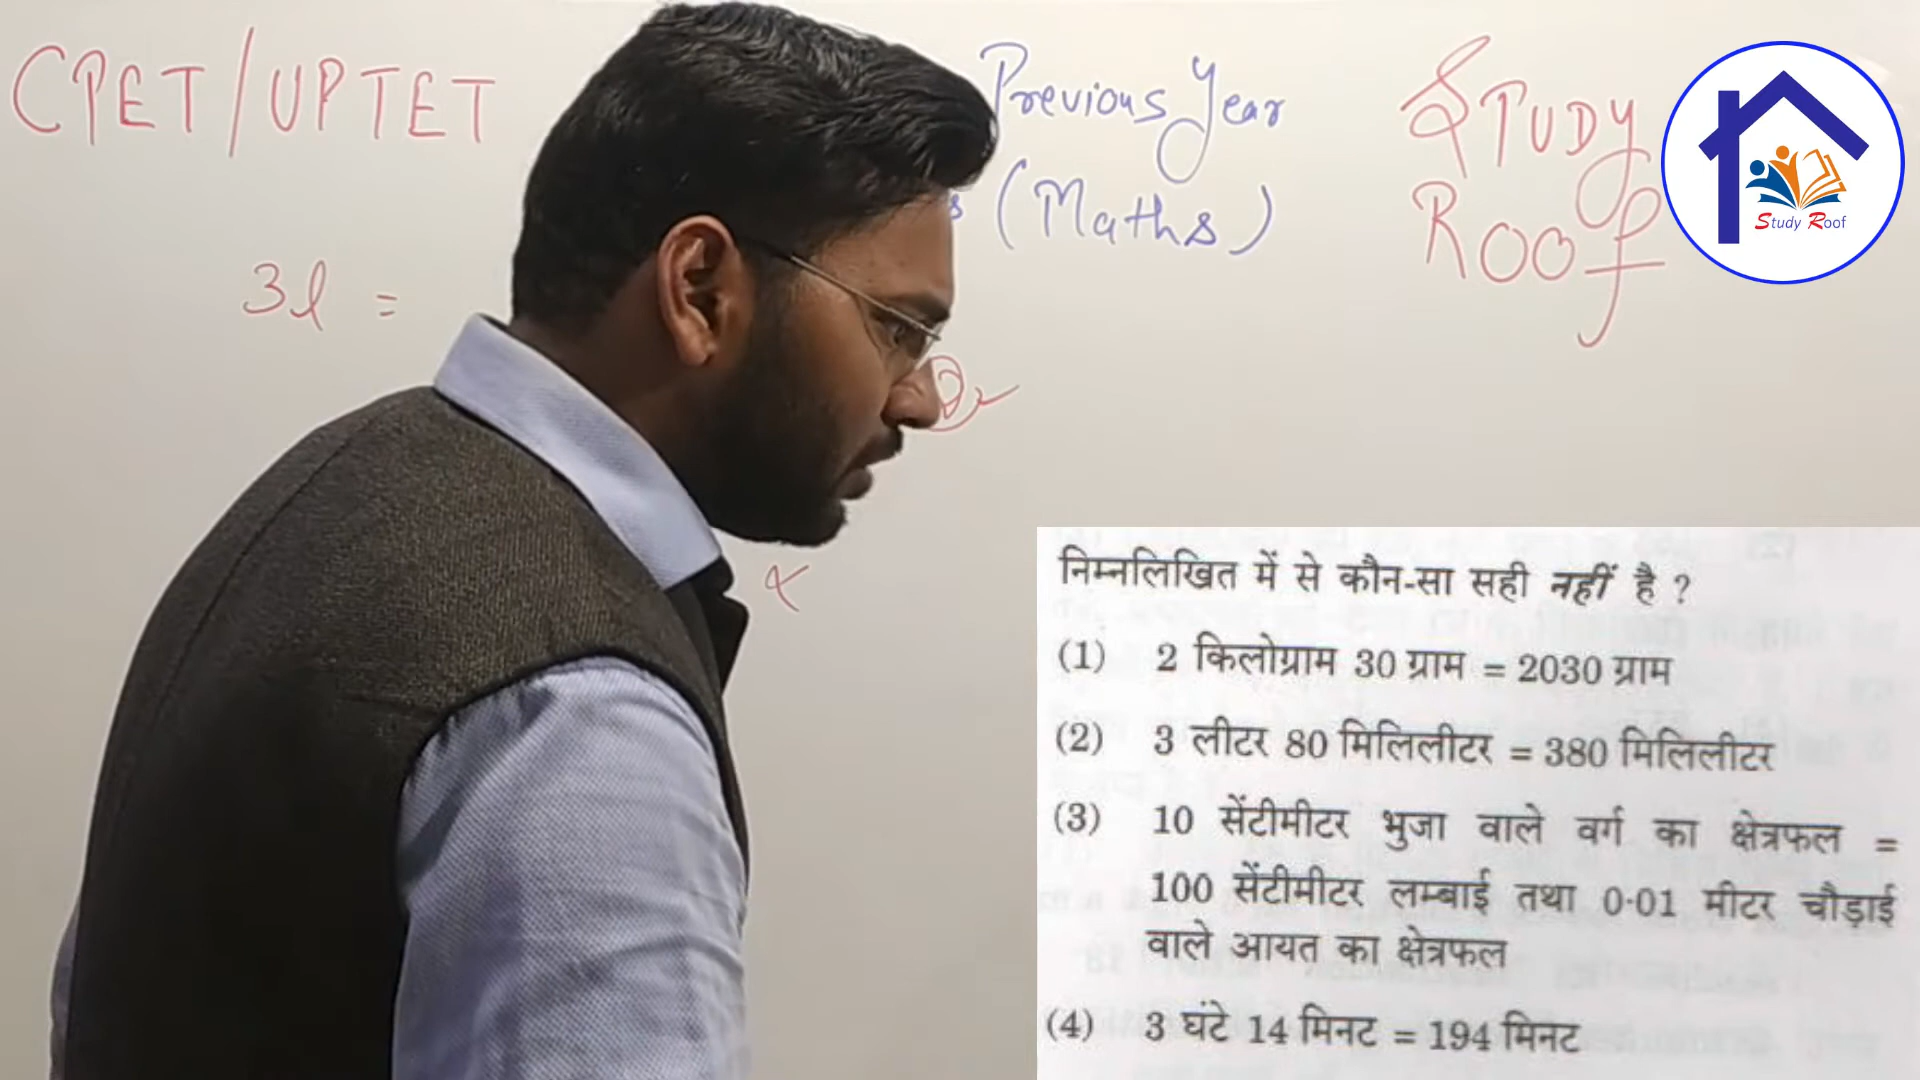 CPET/UPTET
Previous Year
(Maths)
STUDY
ROOF
Study Roof
3l =
निम्नलिखित में से कौन-सा सही नहीं है ?
(1) 2 किलोग्राम 30 ग्राम = 2030 ग्राम
(2) 3 लीटर 80 मिलिलीटर = 380 मिलिलीटर
(3) 10 सेंटीमीटर भुजा वाले वर्ग का क्षेत्रफल =
100 सेंटीमीटर लम्बाई तथा 0·01 मीटर चौड़ाई
वाले आयत का क्षेत्रफल
(4) 3 घंटे 14 मिनट = 194 मिनट